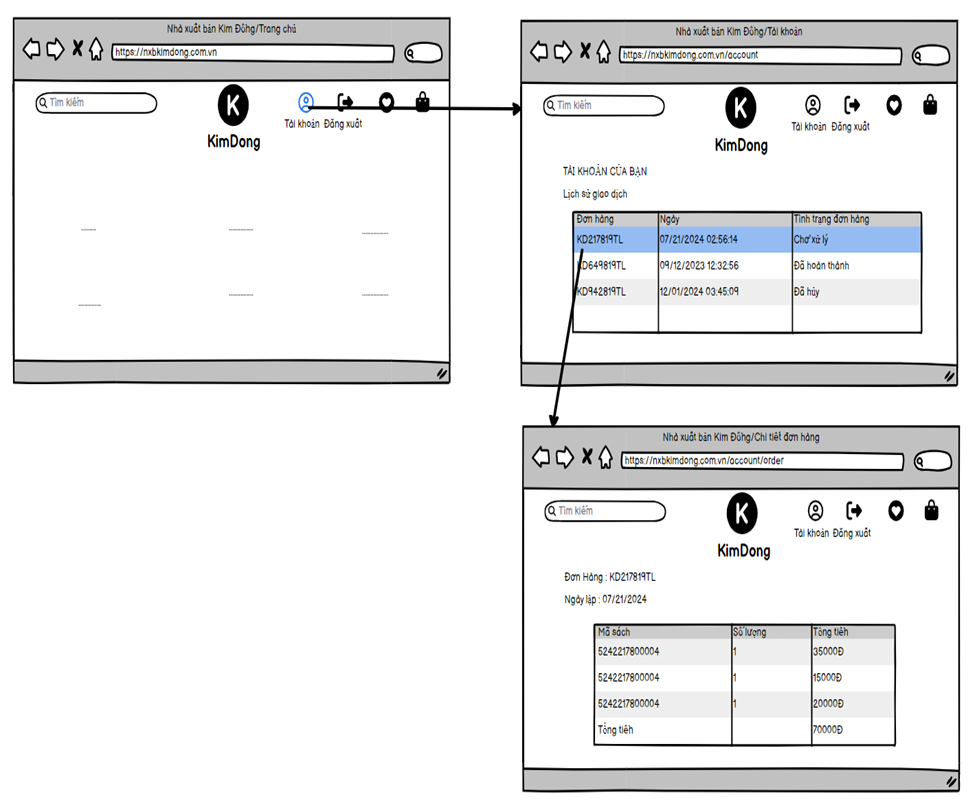 Nhà xuất bản Kim Đồng/Trang chủ
https://nxbkimdong.com.vn
Tìm kiếm
K
KimDong
Tài khoản Đăng xuất
Nhà xuất bản Kim Đồng/Tài khoản
https://nxbkimdong.com.vn/account
Tìm kiếm
K
KimDong
Tài khoản Đăng xuất
TÀI KHOẢN CỦA BẠN
Lịch sử giao dịch
Đơn hàng Ngày Tình trạng đơn hàng
KD217819TL 07/21/2024 02:56:14 Chờ xử lý
KD649819TL 09/12/2023 12:32:56 Đã hoàn thành
KD942819TL 12/01/2024 03:45:09 Đã hủy
Nhà xuất bản Kim Đồng/Chi tiết đơn hàng
https://nxbkimdong.com.vn/account/order
Tìm kiếm
K
KimDong
Tài khoản Đăng xuất
Đơn Hàng : KD217819TL
Ngày lập : 07/21/2024
Mã sách Số lượng Tổng tiền
5242217800004 1 35000Đ
5242217800004 1 15000Đ
5242217800004 1 20000Đ
Tổng tiền 70000Đ